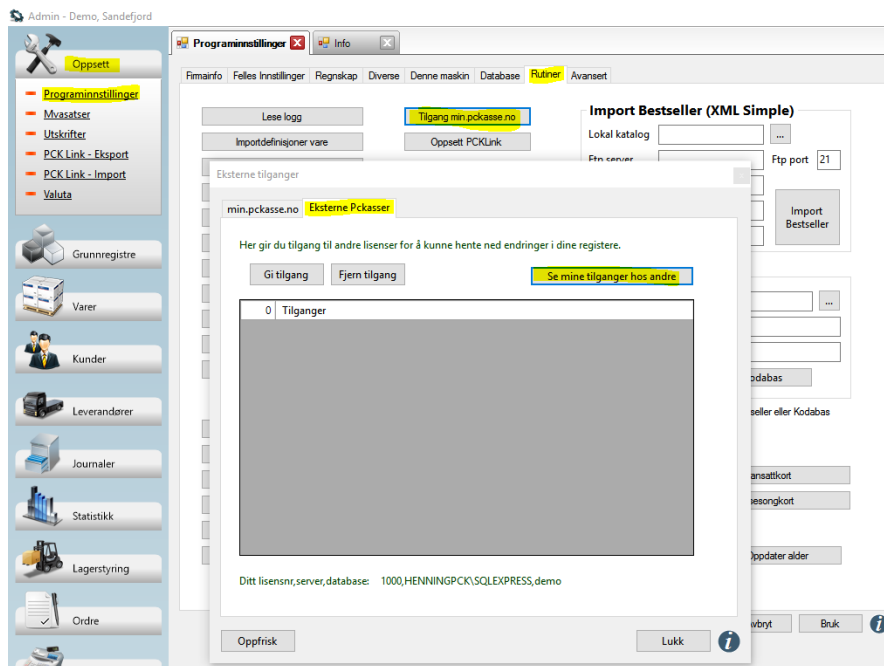 Admin - Demo, Sandefjord
Oppsett
Programinnstillinger
Mvasatser
Utskrifter
PCK Link - Eksport
PCK Link - Import
Valuta
Grunnregistre
Varer
Kunder
Leverandører
Journaler
Statistikk
Lagerstyring
Ordre
Programinnstillinger
Info
Firmainfo Felles Innstillinger Regnskap Diverse Denne maskin Database Rutiner Avansert
Lese logg
Tilgang min.pckasse.no
Importdefinisjoner vare
Oppsett PCKLink
Import Bestseller (XML Simple)
Lokal katalog
...
Ftp server
Ftp port 21
Import
Bestseller
...
odabas
seller eller Kodabas
ansattkort
esongkort
Oppdater alder
vbryt
Bruk
Eksterne tilganger
min.pckasse.no Eksterne Pckasser
Her gir du tilgang til andre lisenser for å kunne hente ned endringer i dine registere.
Gi tilgang
Fjern tilgang
Se mine tilganger hos andre
0 Tilganger
Ditt lisensnr,server,database: 1000,HENNINGPCK\SQLEXPRESS,demo
Oppfrisk
Lukk